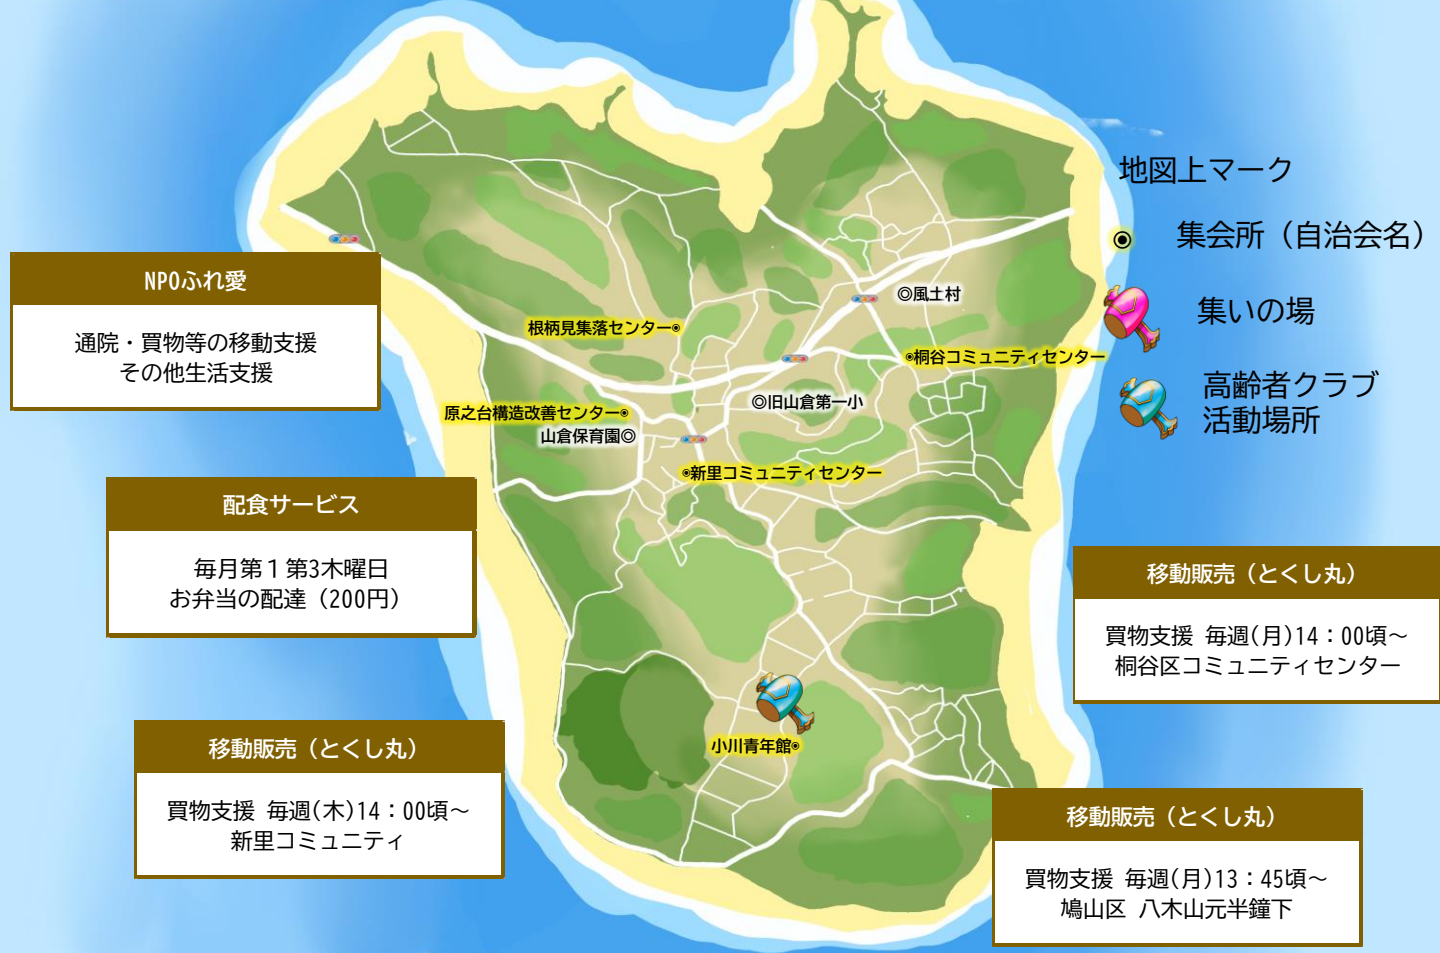 地図上マーク
集会所（自治会名）
集いの場
高齢者クラブ
活動場所
NPOふれ愛
通院・買物等の移動支援
その他生活支援
◎風土村
根柄見集落センター◉
◉桐谷コミュニティセンター
◎旧山倉第一小
原之台構造改善センター◉
山倉保育園◎
◉新里コミュニティセンター
配食サービス
毎月第１第3木曜日
お弁当の配達（200円）
移動販売（とくし丸）
買物支援 毎週(月)14：00頃～
桐谷区コミュニティセンター
小川青年館◉
移動販売（とくし丸）
買物支援 毎週(木)14：00頃～
新里コミュニティ
移動販売（とくし丸）
買物支援 毎週(月)13：45頃～
鳩山区 八木山元半鐘下